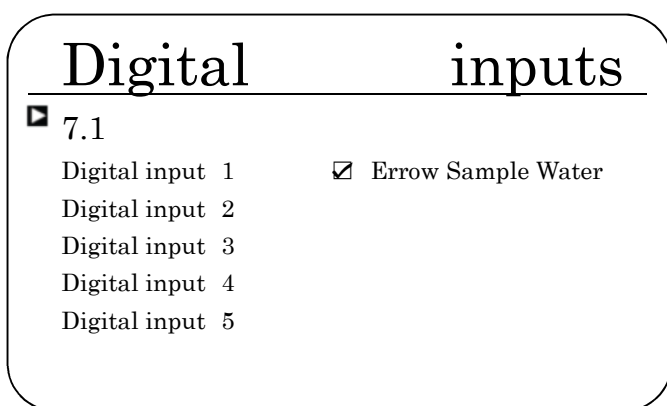 Digital inputs
7.1
Digital input 1 Errow Sample Water
Digital input 2
Digital input 3
Digital input 4
Digital input 5